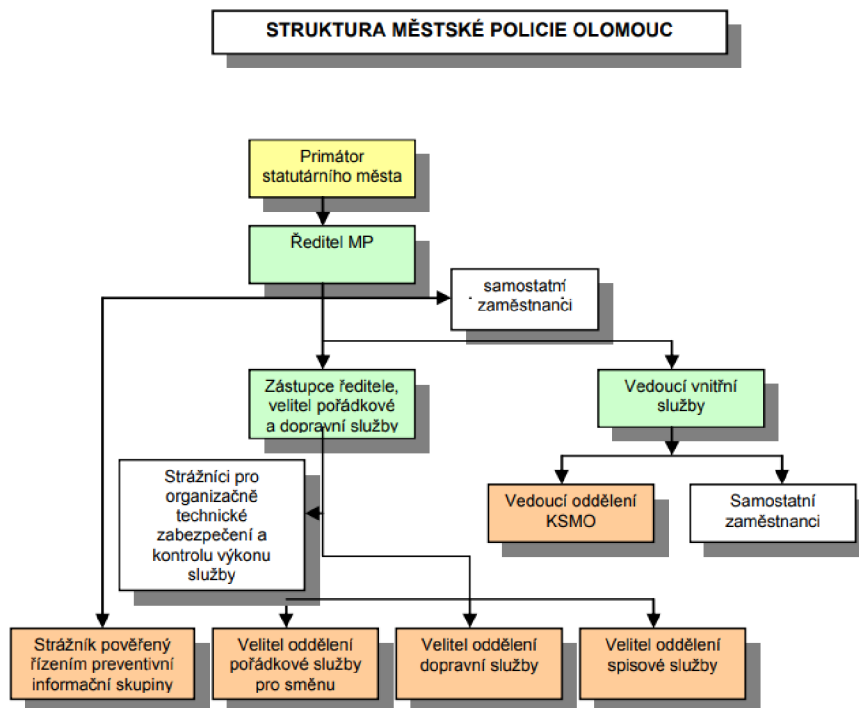 STRUKTURA MĚSTSKÉ POLICIE OLOMOUC
Primátor
statutárního města
Ředitel MP
samostatní
zaměstnanci
Zástupce ředitele,
velitel pořádkové
a dopravní služby
Vedoucí vnitřní
služby
Strážníci pro
organizačně
technické
zabezpečení a
kontrolu výkonu
služby
Vedoucí oddělení
KSMO
Samostatní
zaměstnanci
Strážník pověřený
řízením preventivní
informační skupiny
Velitel oddělení
pořádkové služby
pro směnu
Velitel oddělení
dopravní služby
Velitel oddělení
spisové služby